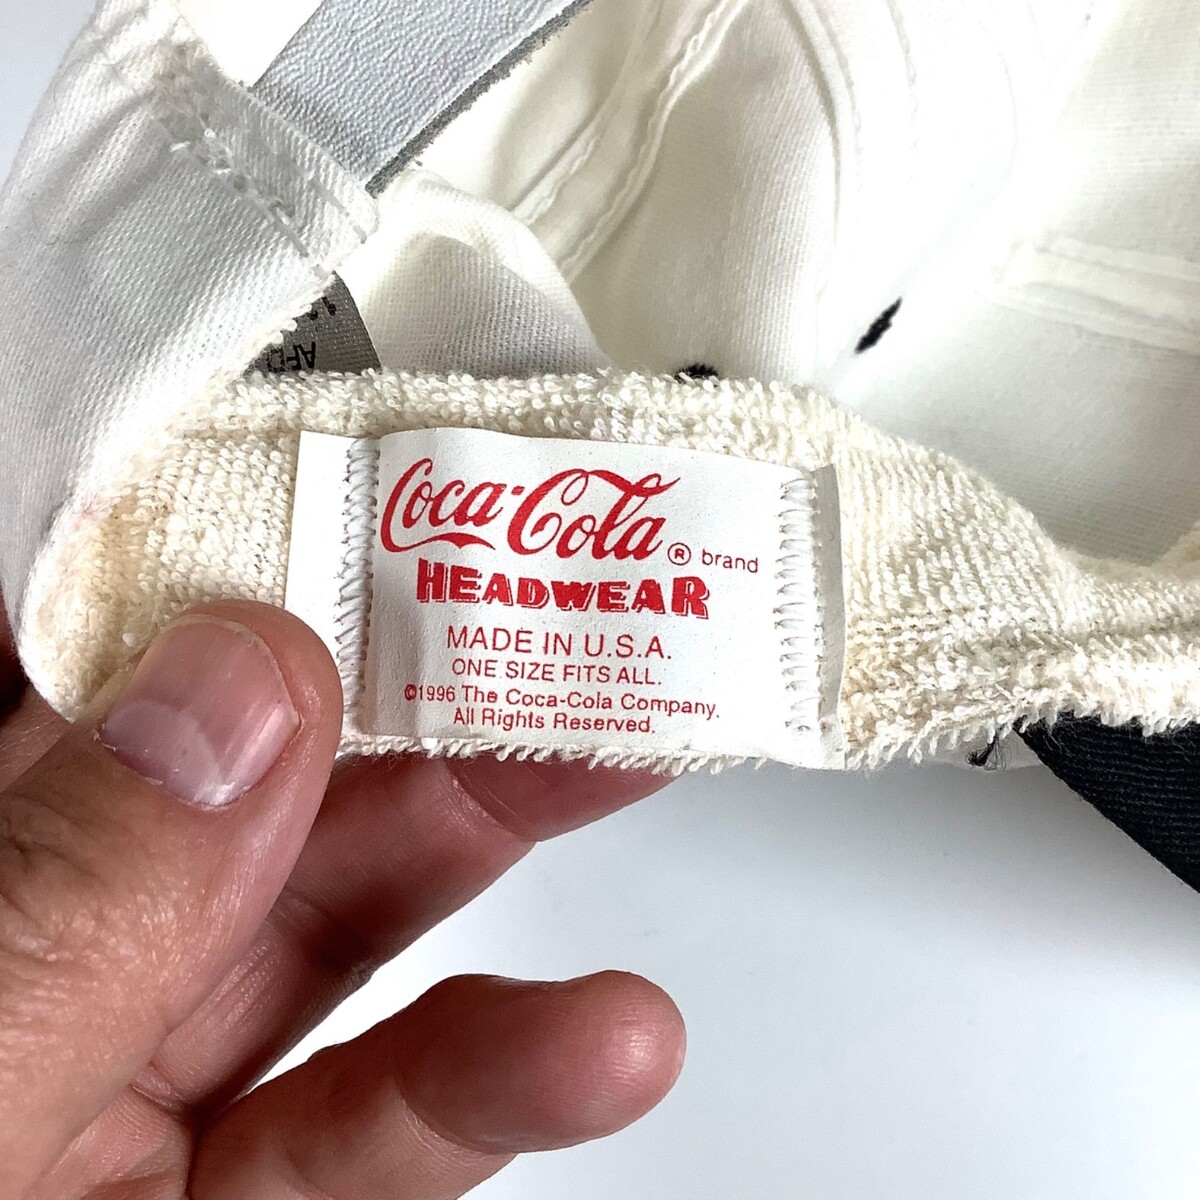 Coca-Cola ® brand
HEADWEAR
MADE IN U.S.A.
ONE SIZE FITS ALL.
©1996 The Coca-Cola Company.
All Rights Reserved.